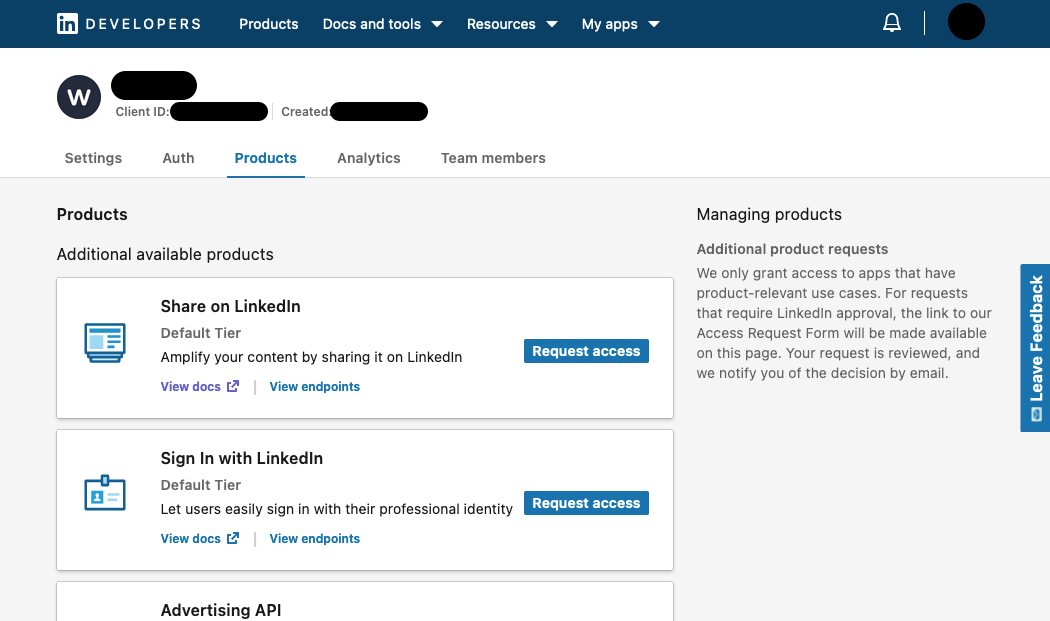 in DEVELOPERS Products Docs and tools Resources My apps
W
Client ID: Created:
Settings Auth Products Analytics Team members
Products
Additional available products
Share on LinkedIn
Default Tier
Amplify your content by sharing it on LinkedIn
Request access
View docs | View endpoints
Sign In with LinkedIn
Default Tier
Let users easily sign in with their professional identity
Request access
View docs | View endpoints
Advertising API
Managing products
Additional product requests
We only grant access to apps that have
product-relevant use cases. For requests
that require LinkedIn approval, the link to our
Access Request Form will be made available
on this page. Your request is reviewed, and
we notify you of the decision by email.
Leave Feedback